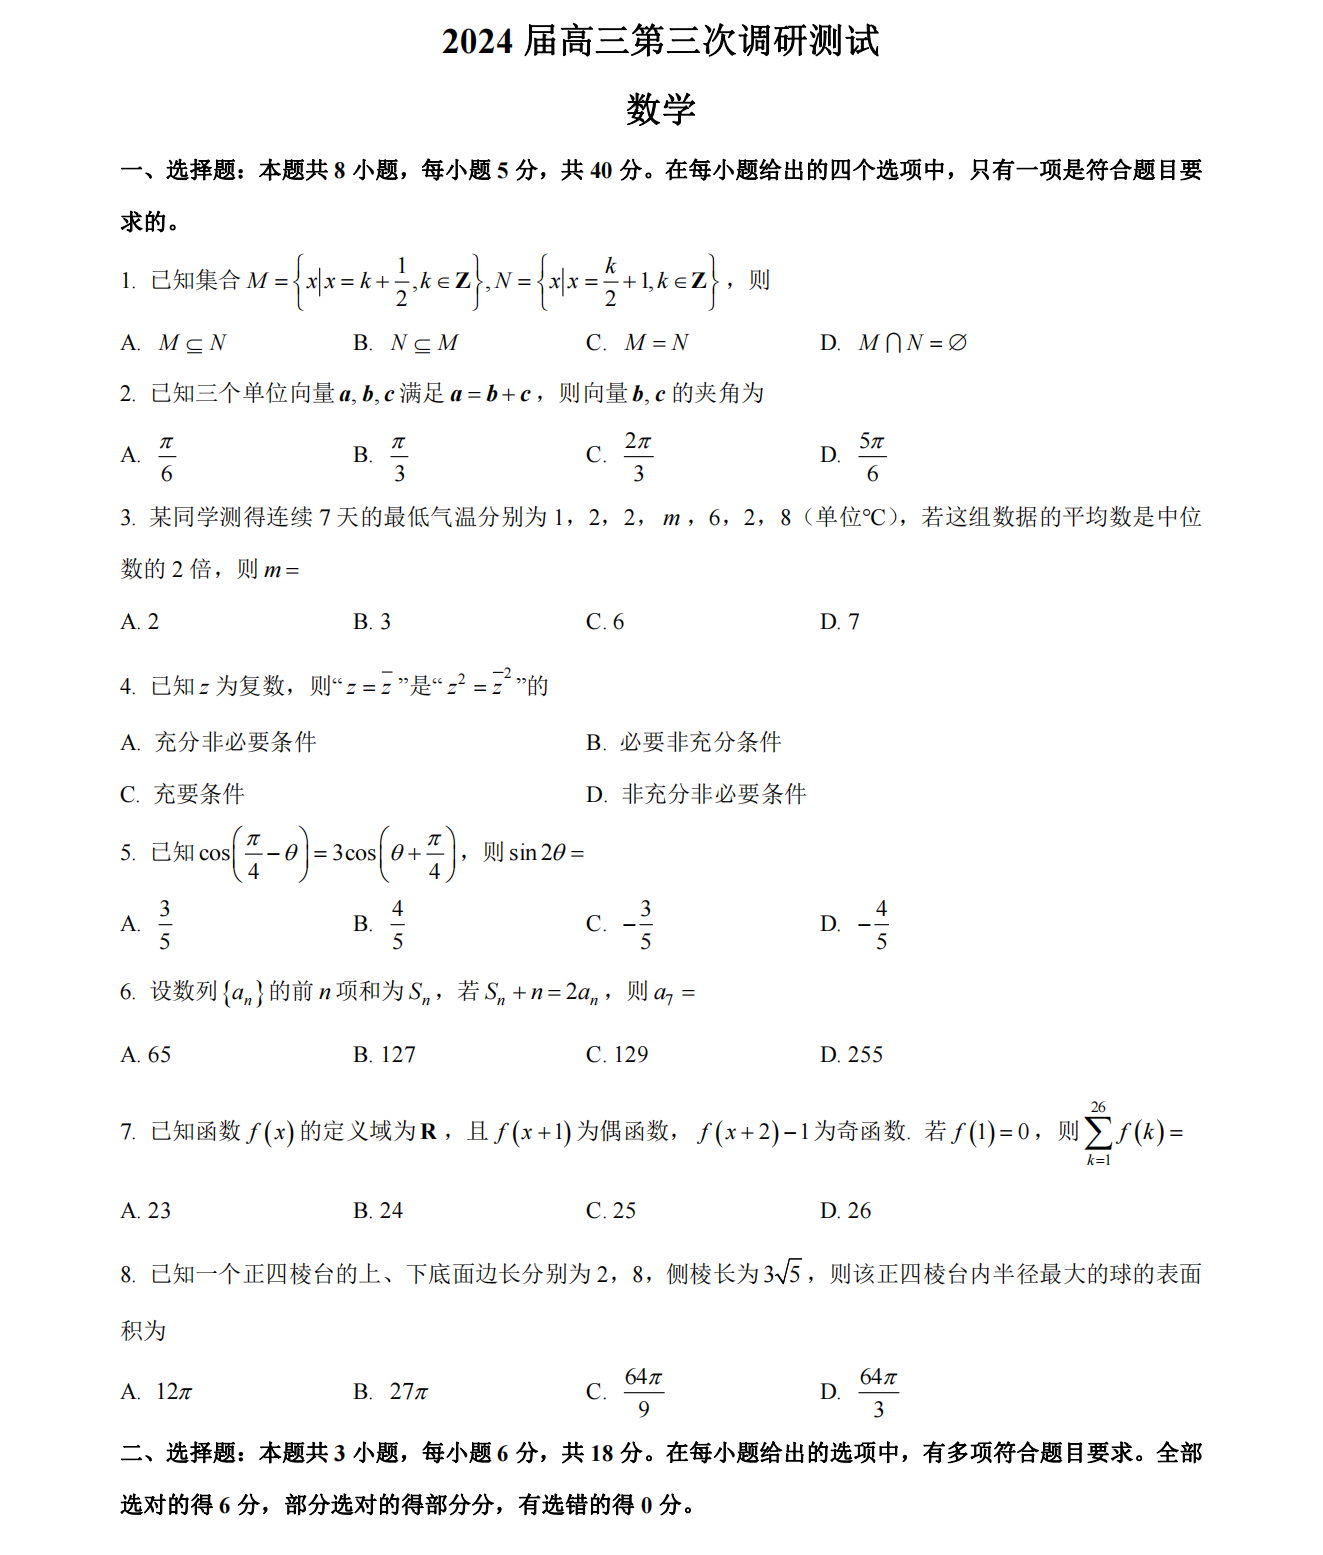 2024 届高三第三次调研测试
数学
一、选择题：本题共 8 小题，每小题 5 分，共 40 分。在每小题给出的四个选项中，只有一项是符合题目要
求的。
1. 已知集合 M = {x|x = k + 1/2, k ∈ Z}, N = {x|x = k/2 + 1, k ∈ Z}，则
A. M ⊆ N B. N ⊆ M C. M = N D. M ⋂ N = ∅
2. 已知三个单位向量 a, b, c 满足 a = b + c，则向量 b, c 的夹角为
A. π/6 B. π/3 C. 2π/3 D. 5π/6
3. 某同学测得连续 7 天的最低气温分别为 1，2，2，m，6，2，8（单位℃），若这组数据的平均数是中位
数的 2 倍，则 m =
A. 2 B. 3 C. 6 D. 7
4. 已知 z 为复数，则“ z = z̅ ”是“ z² = z̅² ”的
A. 充分非必要条件 B. 必要非充分条件
C. 充要条件 D. 非充分非必要条件
5. 已知 cos(π/4 − θ) = 3cos(θ + π/4)，则 sin 2θ =
A. 3/5 B. 4/5 C. −3/5 D. −4/5
6. 设数列 {aₙ} 的前 n 项和为 Sₙ，若 Sₙ + n = 2aₙ，则 a₇ =
A. 65 B. 127 C. 129 D. 255
7. 已知函数 f(x) 的定义域为 R，且 f(x+1) 为偶函数，f(x+2)−1 为奇函数. 若 f(1) = 0，则 ∑_{k=1}^{26} f(k) =
A. 23 B. 24 C. 25 D. 26
8. 已知一个正四棱台的上、下底面边长分别为 2，8，侧棱长为 3√5，则该正四棱台内半径最大的球的表面
积为
A. 12π B. 27π C. 64π/9 D. 64π/3
二、选择题：本题共 3 小题，每小题 6 分，共 18 分。在每小题给出的选项中，有多项符合题目要求。全部
选对的得 6 分，部分选对的得部分分，有选错的得 0 分。